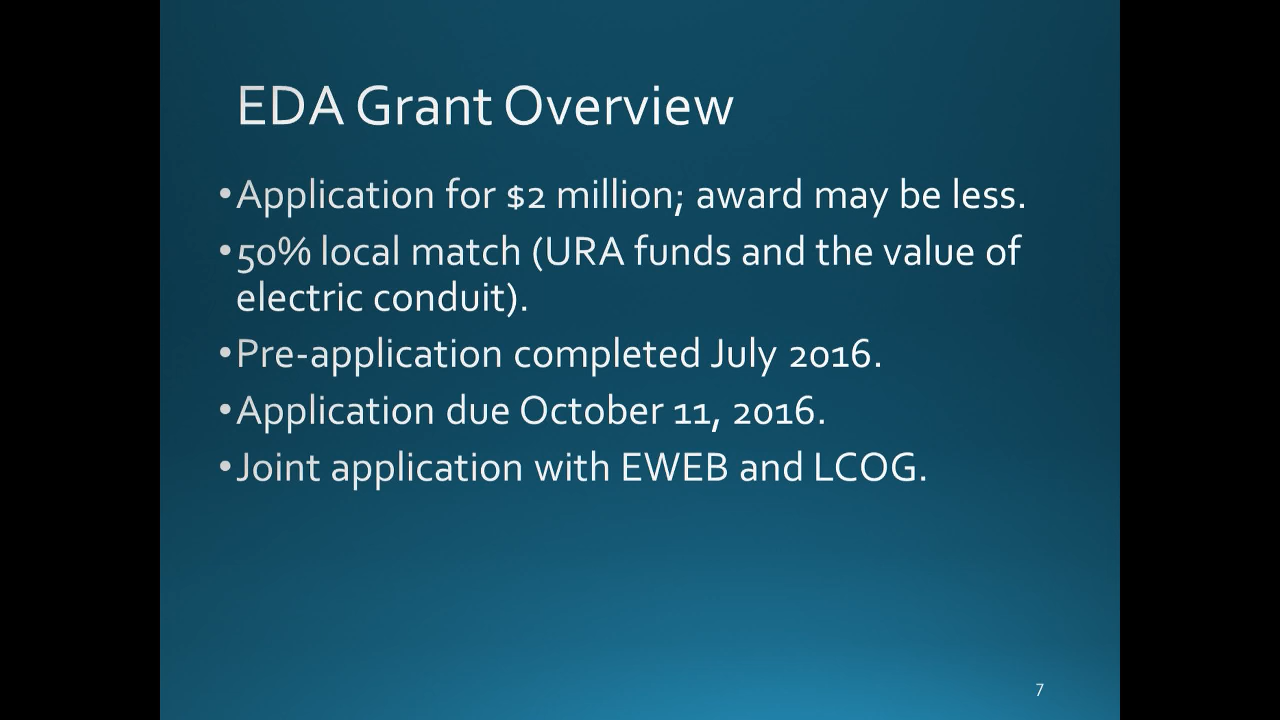 EDA Grant Overview
•Application for $2 million; award may be less.
•50% local match (URA funds and the value of
electric conduit).
•Pre-application completed July 2016.
•Application due October 11, 2016.
•Joint application with EWEB and LCOG.
7